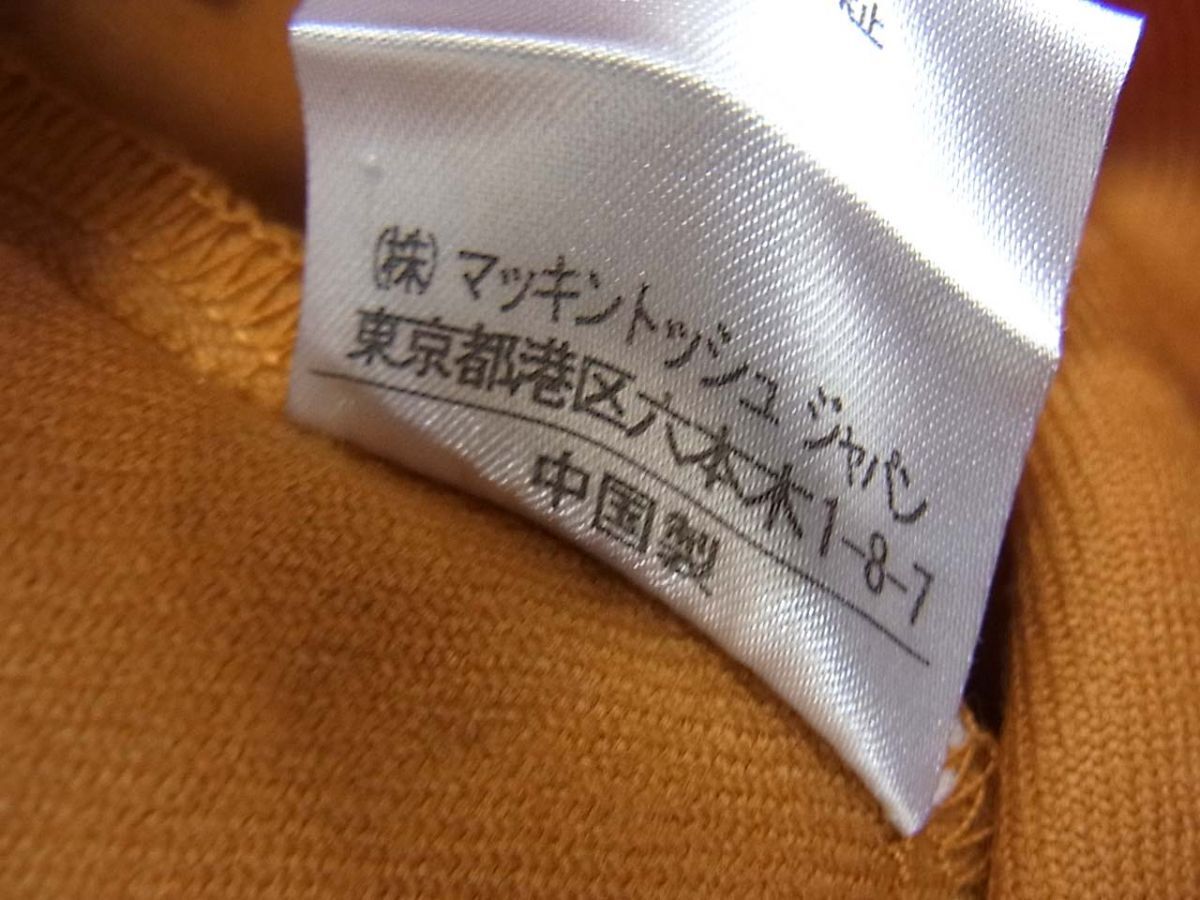 止
㈱ マッキントッシュ ジャパン
東京都港区六本木1-8-7
中国製